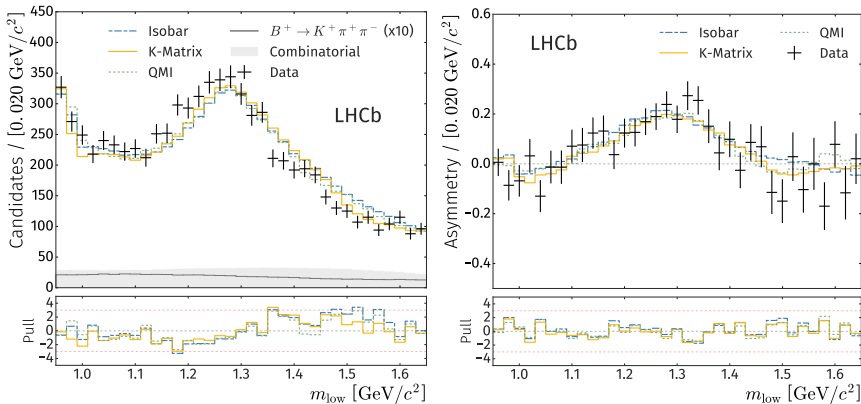 Isobar
K-Matrix
QMI
B⁺ → K⁺π⁺π⁻ (x10)
Combinatorial
Data
LHCb
Candidates / [0. 020 GeV/c²]
450
400
350
300
250
200
150
100
50
0
Pull
4
2
0
−2
−4
1.0 1.1 1.2 1.3 1.4 1.5 1.6
m_low [GeV/c²]
LHCb
Isobar
K-Matrix
QMI
Data
Asymmetry / [0. 020 GeV/c²]
0.6
0.4
0.2
0.0
−0.2
−0.4
Pull
4
2
0
−2
−4
1.0 1.1 1.2 1.3 1.4 1.5 1.6
m_low [GeV/c²]